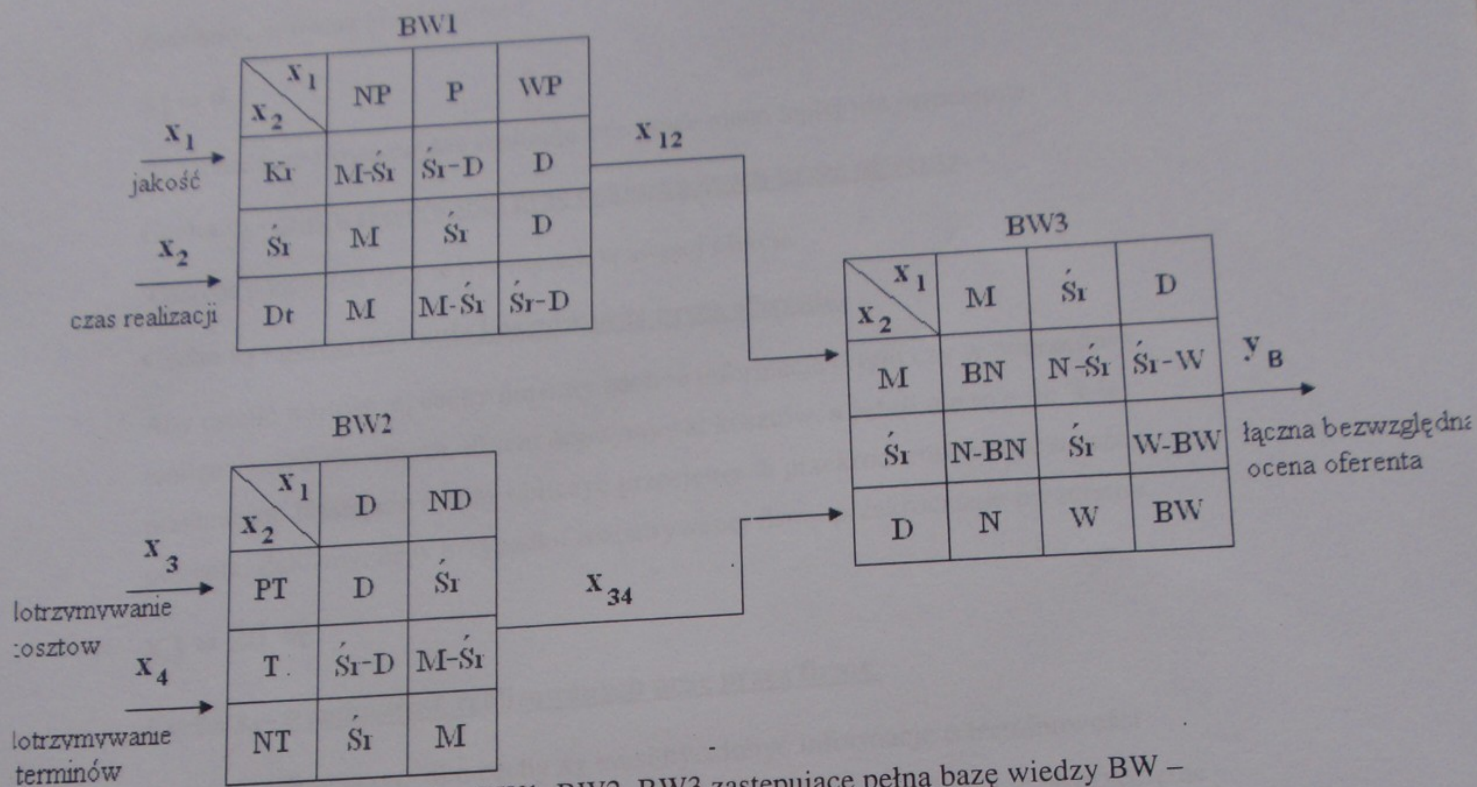 BW1
x1 x2 NP P WP
Kr M-Śr Śr-D D
Śr M Śr D
Dt M M-Śr Śr-D
x1
jakość
x2
czas realizacji
x12
BW2
x1 x2 D ND
PT D Śr
T. Śr-D M-Śr
NT Śr M
x3
lotrzymywanie
:osztow
x4
lotrzymywanie
terminów
x34
BW3
x1 x2 M Śr D
M BN N-Śr Śr-W
Śr N-BN Śr W-BW
D N W BW
yB
łączna bezwzględna
ocena oferenta
BW2, BW3 zastępujące pełną bazę wiedzy BW –